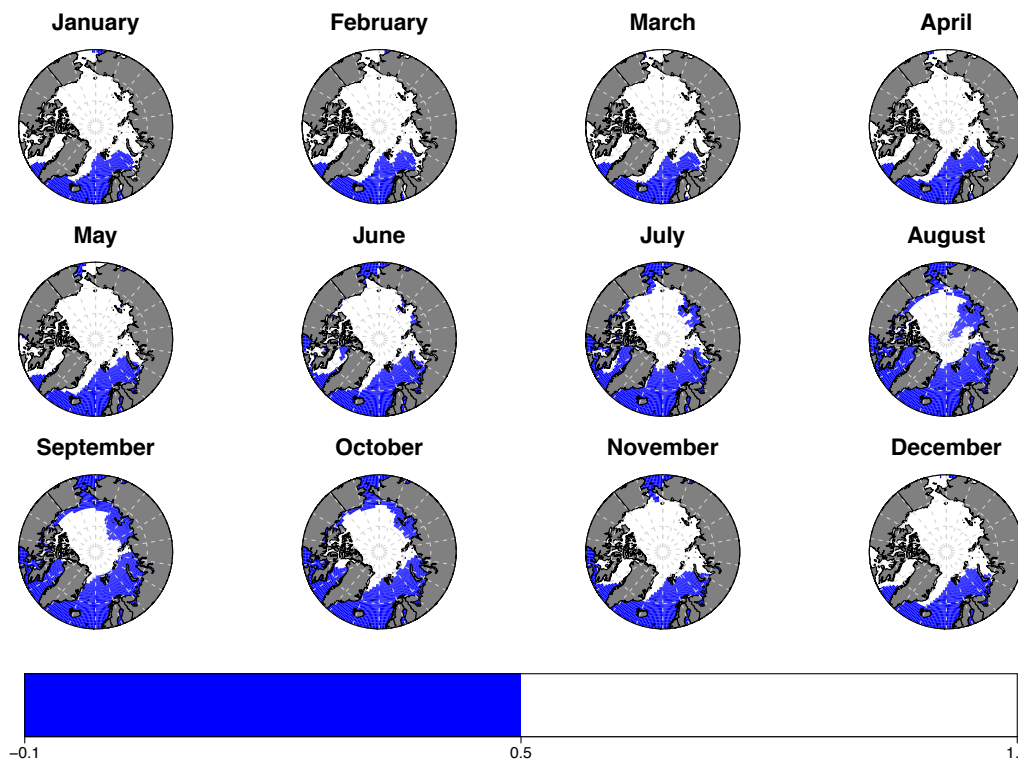 January February March April
May June July August
September October November December
−0.1 0.5 1.